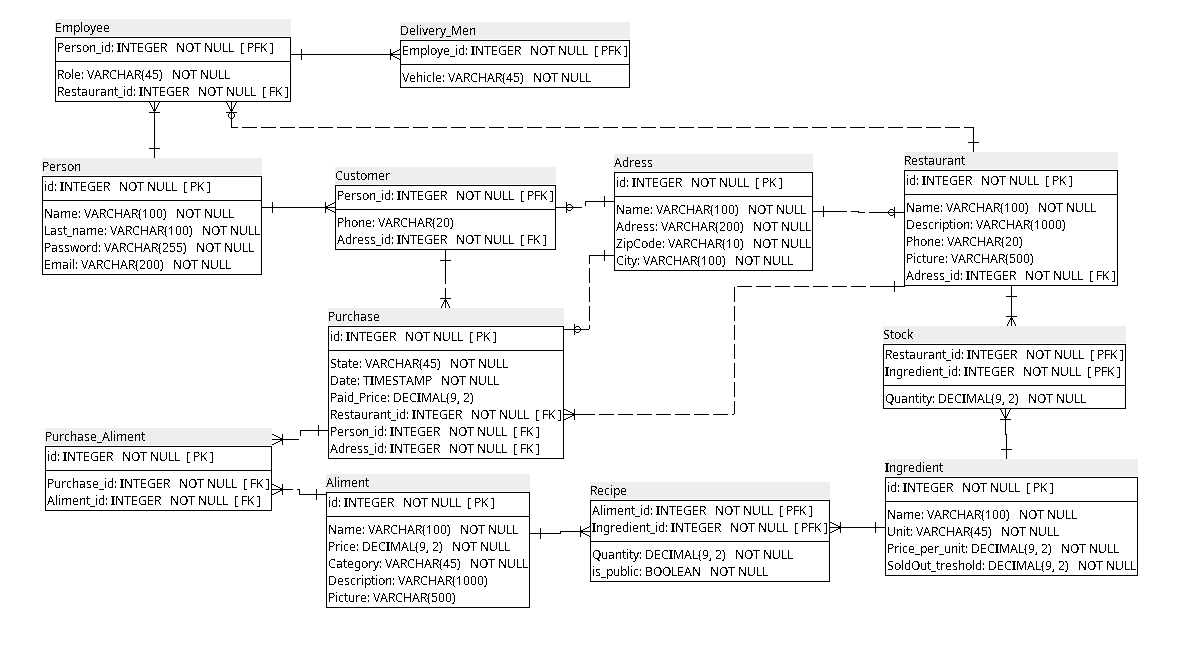 Employee
Person_id: INTEGER NOT NULL [ PFK ]
Role: VARCHAR(45) NOT NULL
Restaurant_id: INTEGER NOT NULL [ FK ]
Delivery_Men
Employe_id: INTEGER NOT NULL [ PFK ]
Vehicle: VARCHAR(45) NOT NULL
Person
id: INTEGER NOT NULL [ PK ]
Name: VARCHAR(100) NOT NULL
Last_name: VARCHAR(100) NOT NULL
Password: VARCHAR(255) NOT NULL
Email: VARCHAR(200) NOT NULL
Customer
Person_id: INTEGER NOT NULL [ PFK ]
Phone: VARCHAR(20)
Adress_id: INTEGER NOT NULL [ FK ]
Adress
id: INTEGER NOT NULL [ PK ]
Name: VARCHAR(100) NOT NULL
Adress: VARCHAR(200) NOT NULL
ZipCode: VARCHAR(10) NOT NULL
City: VARCHAR(100) NOT NULL
Restaurant
id: INTEGER NOT NULL [ PK ]
Name: VARCHAR(100) NOT NULL
Description: VARCHAR(1000)
Phone: VARCHAR(20)
Picture: VARCHAR(500)
Adress_id: INTEGER NOT NULL [ FK ]
Purchase
id: INTEGER NOT NULL [ PK ]
State: VARCHAR(45) NOT NULL
Date: TIMESTAMP NOT NULL
Paid_Price: DECIMAL(9, 2)
Restaurant_id: INTEGER NOT NULL [ FK ]
Person_id: INTEGER NOT NULL [ FK ]
Adress_id: INTEGER NOT NULL [ FK ]
Stock
Restaurant_id: INTEGER NOT NULL [ PFK ]
Ingredient_id: INTEGER NOT NULL [ PFK ]
Quantity: DECIMAL(9, 2) NOT NULL
Purchase_Aliment
id: INTEGER NOT NULL [ PK ]
Purchase_id: INTEGER NOT NULL [ FK ]
Aliment_id: INTEGER NOT NULL [ FK ]
Aliment
id: INTEGER NOT NULL [ PK ]
Name: VARCHAR(100) NOT NULL
Price: DECIMAL(9, 2) NOT NULL
Category: VARCHAR(45) NOT NULL
Description: VARCHAR(1000)
Picture: VARCHAR(500)
Recipe
Aliment_id: INTEGER NOT NULL [ PFK ]
Ingredient_id: INTEGER NOT NULL [ PFK ]
Quantity: DECIMAL(9, 2) NOT NULL
is_public: BOOLEAN NOT NULL
Ingredient
id: INTEGER NOT NULL [ PK ]
Name: VARCHAR(100) NOT NULL
Unit: VARCHAR(45) NOT NULL
Price_per_unit: DECIMAL(9, 2) NOT NULL
SoldOut_treshold: DECIMAL(9, 2) NOT NULL